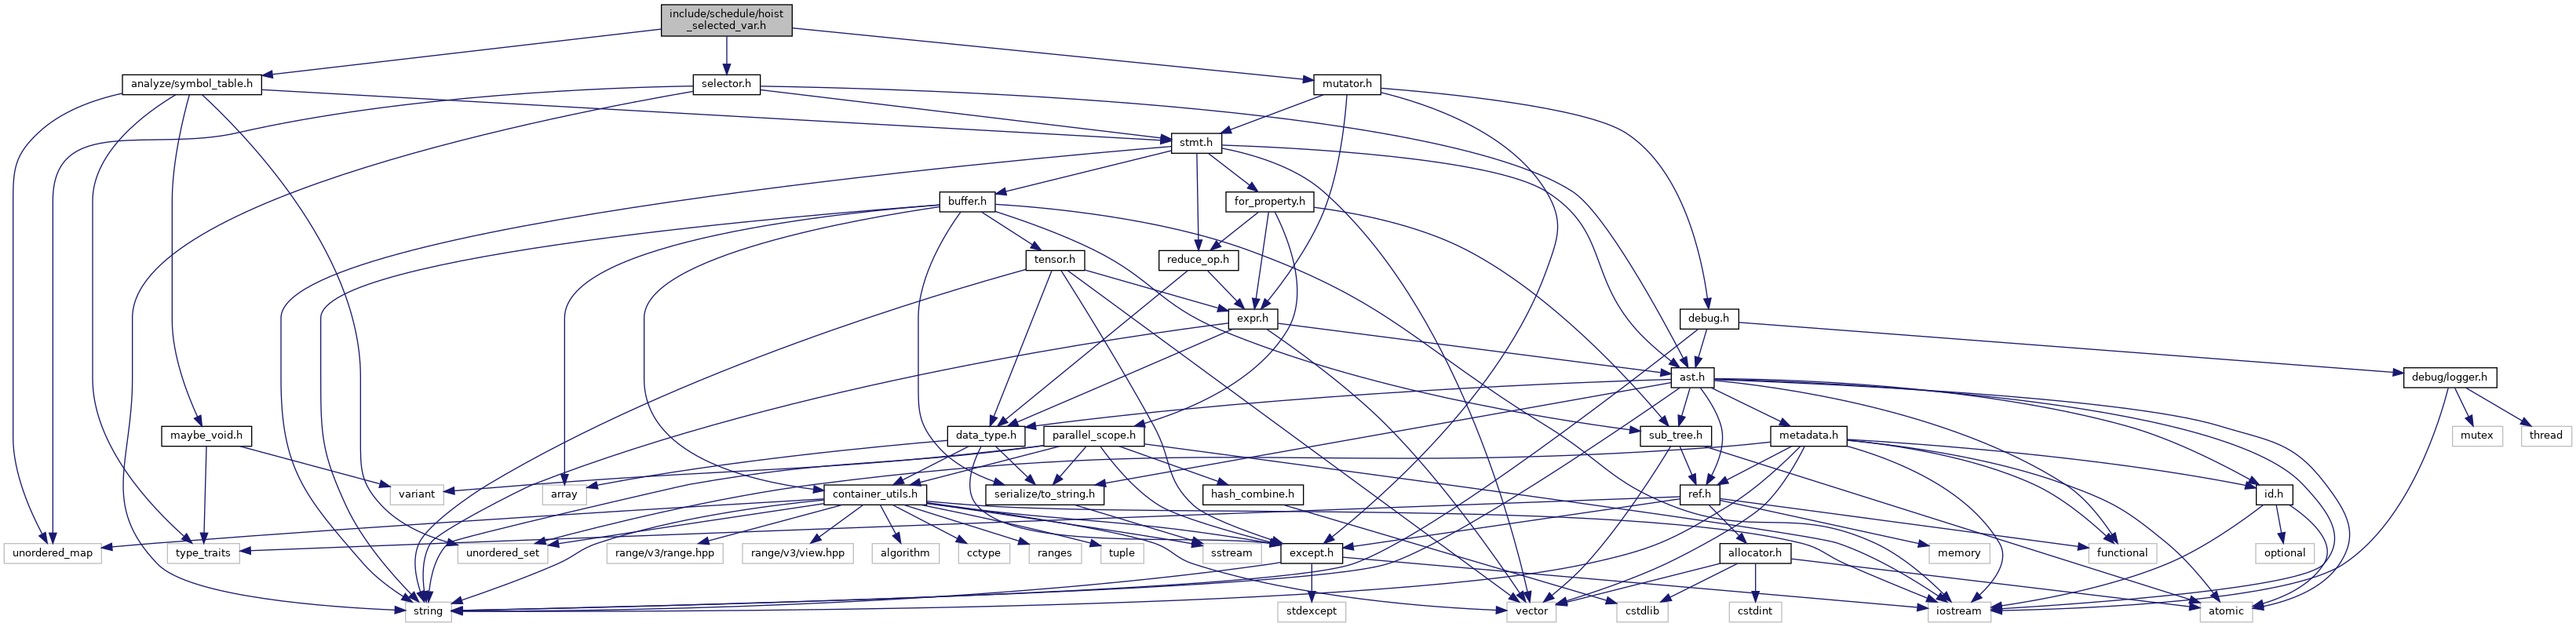 include/schedule/hoist
_selected_var.h
analyze/symbol_table.h
selector.h
mutator.h
stmt.h
buffer.h
for_property.h
tensor.h
reduce_op.h
expr.h
debug.h
ast.h
debug/logger.h
maybe_void.h
data_type.h
parallel_scope.h
sub_tree.h
metadata.h
mutex
thread
variant
array
container_utils.h
serialize/to_string.h
hash_combine.h
ref.h
id.h
unordered_map
type_traits
unordered_set
range/v3/range.hpp
range/v3/view.hpp
algorithm
cctype
ranges
tuple
sstream
except.h
allocator.h
memory
functional
optional
string
stdexcept
vector
cstdlib
cstdint
iostream
atomic